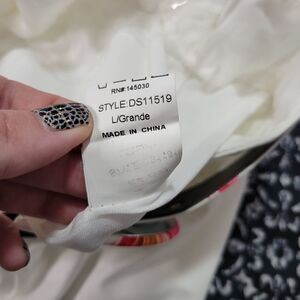 RN#:145030
STYLE:DS11519
L/Grande
MADE IN CHINA